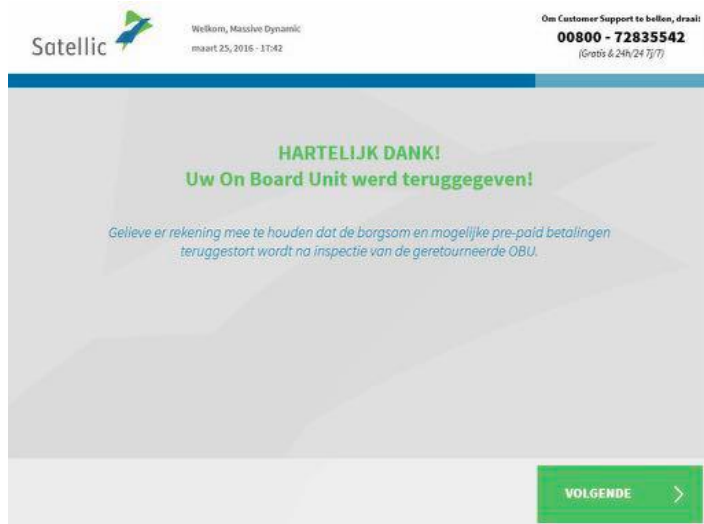 Satellic
Welkom, Massive Dynamic
maart 25, 2016 - 17:42
Om Customer Support te bellen, draai:
00800 - 72835542
(Gratis & 24h/24 7j/7)
HARTELIJK DANK!
Uw On Board Unit werd teruggegeven!
Gelieve er rekening mee te houden dat de borgsom en mogelijke pre-paid betalingen
teruggestort wordt na inspectie van de geretourneerde OBU.
VOLGENDE